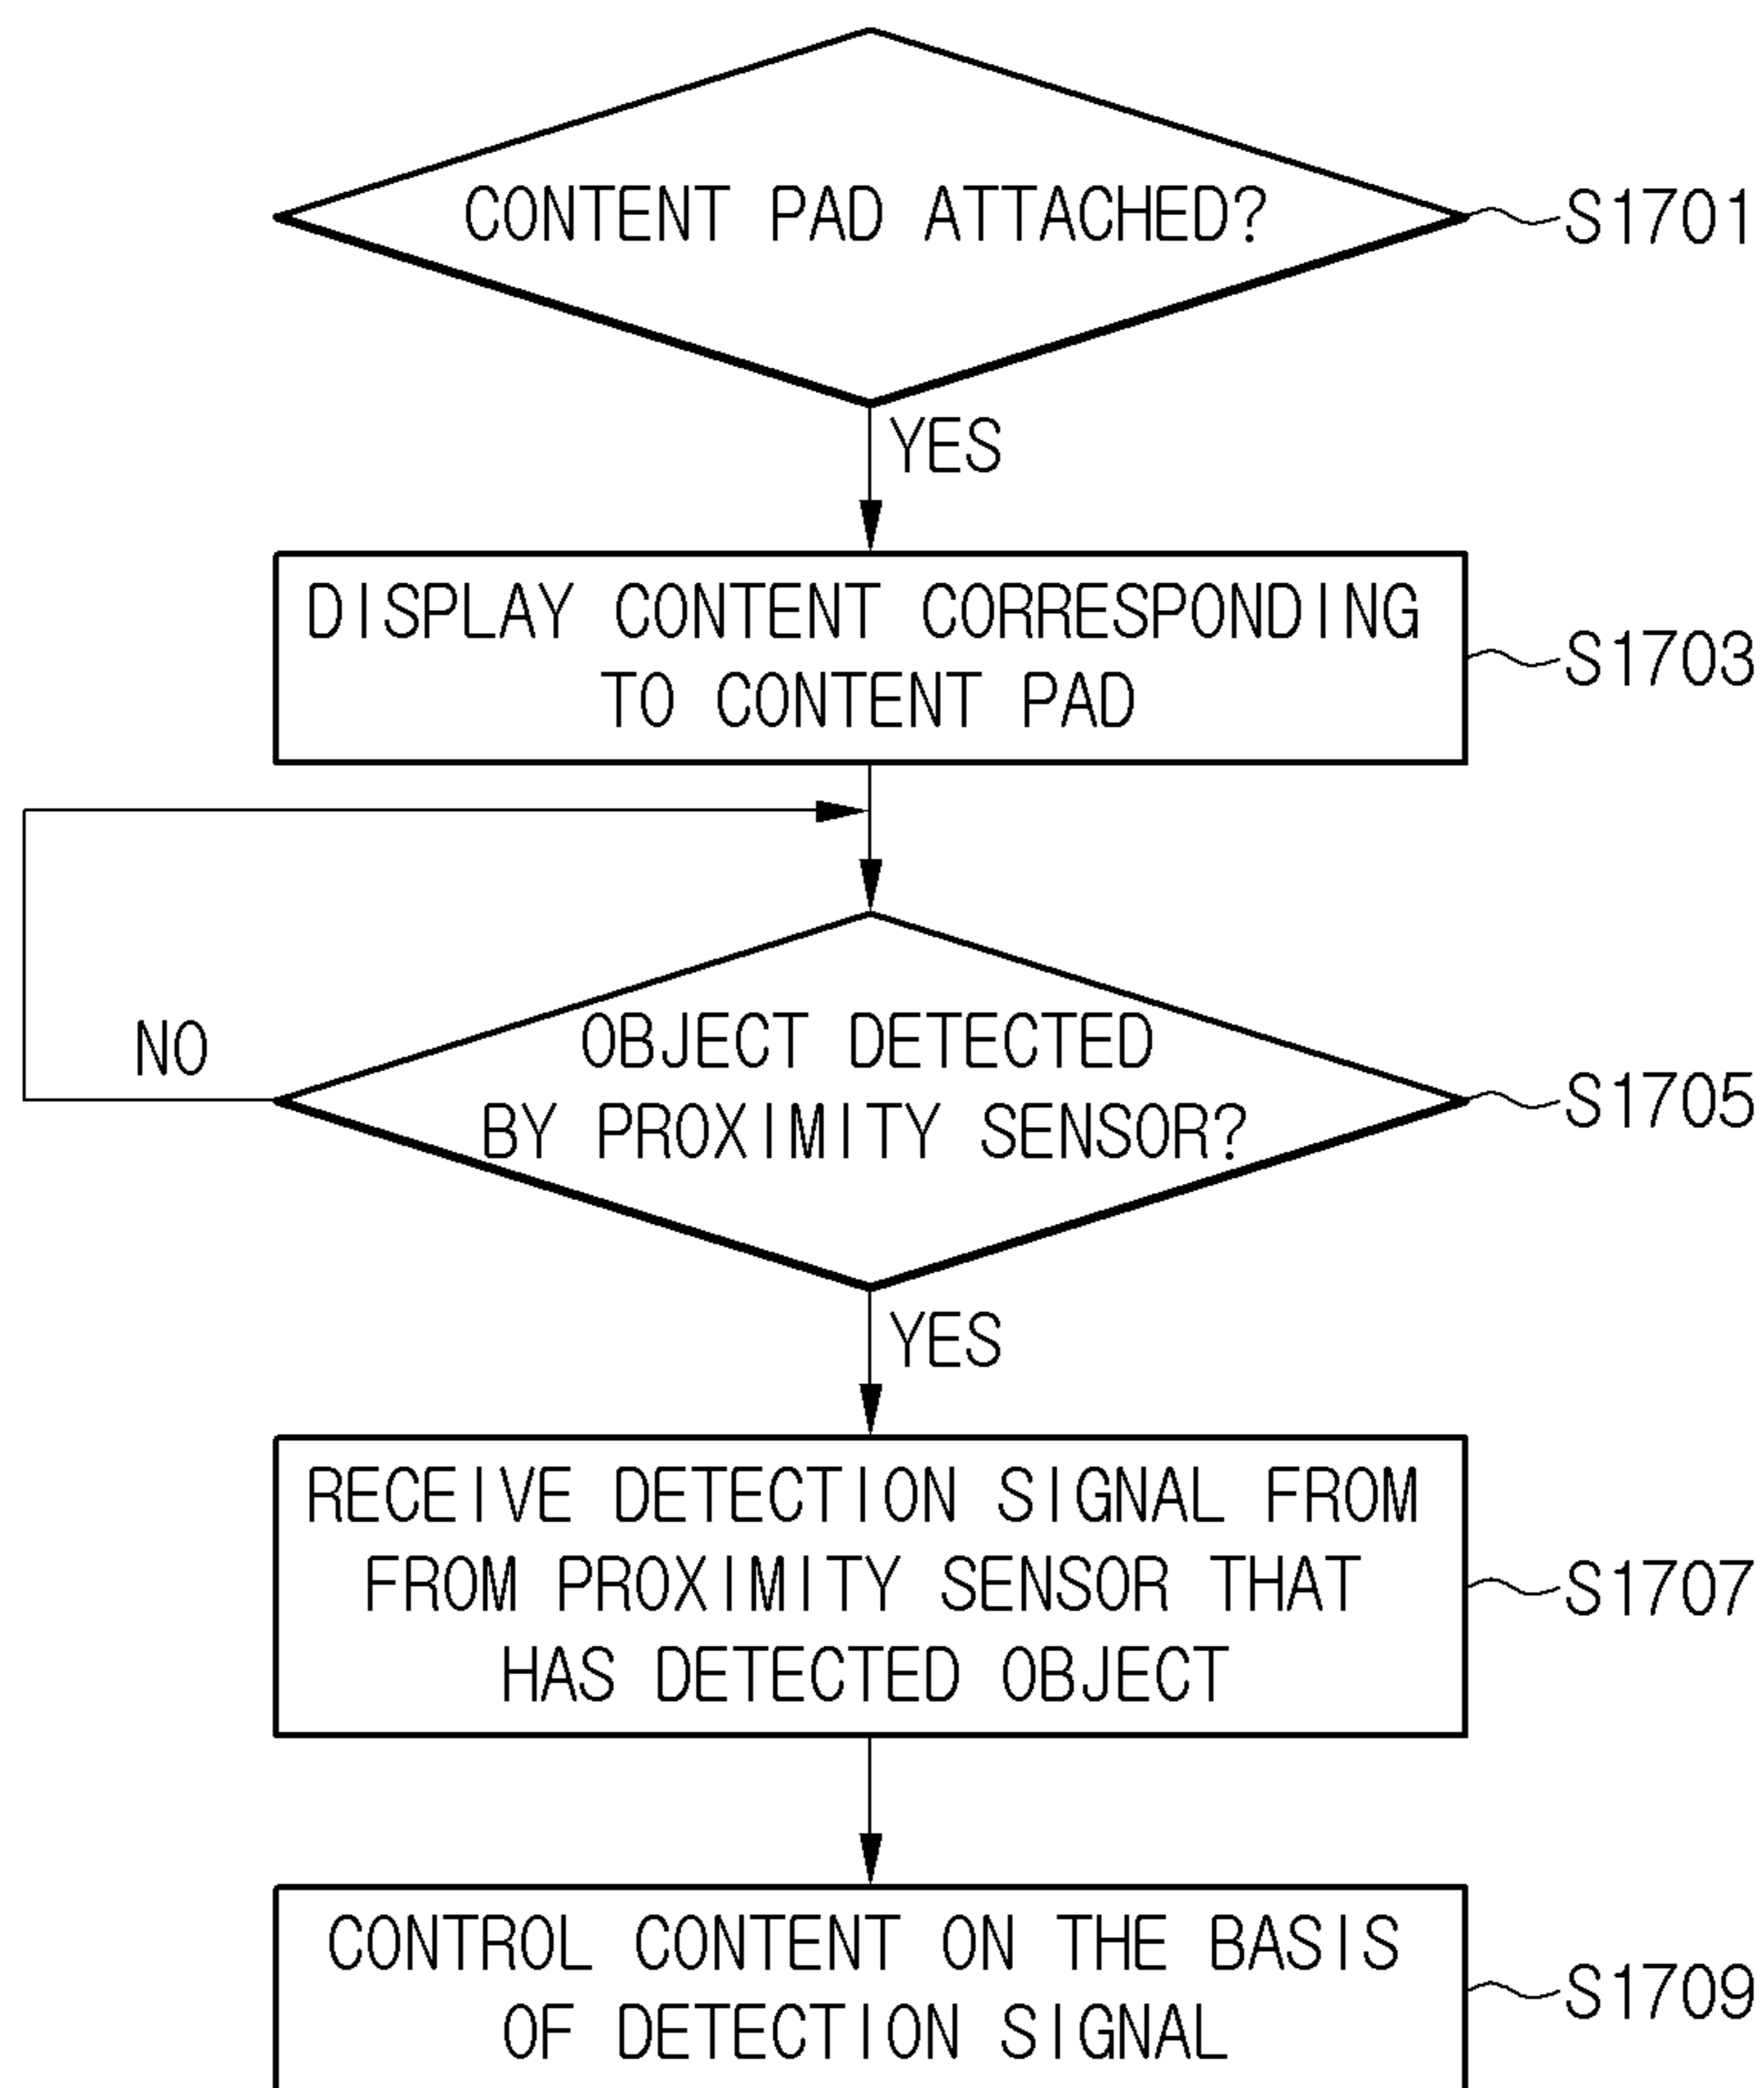 CONTENT PAD ATTACHED?
S1701
YES
DISPLAY CONTENT CORRESPONDING
TO CONTENT PAD
S1703
OBJECT DETECTED
BY PROXIMITY SENSOR?
S1705
NO
YES
RECEIVE DETECTION SIGNAL FROM
FROM PROXIMITY SENSOR THAT
HAS DETECTED OBJECT
S1707
CONTROL CONTENT ON THE BASIS
OF DETECTION SIGNAL
S1709